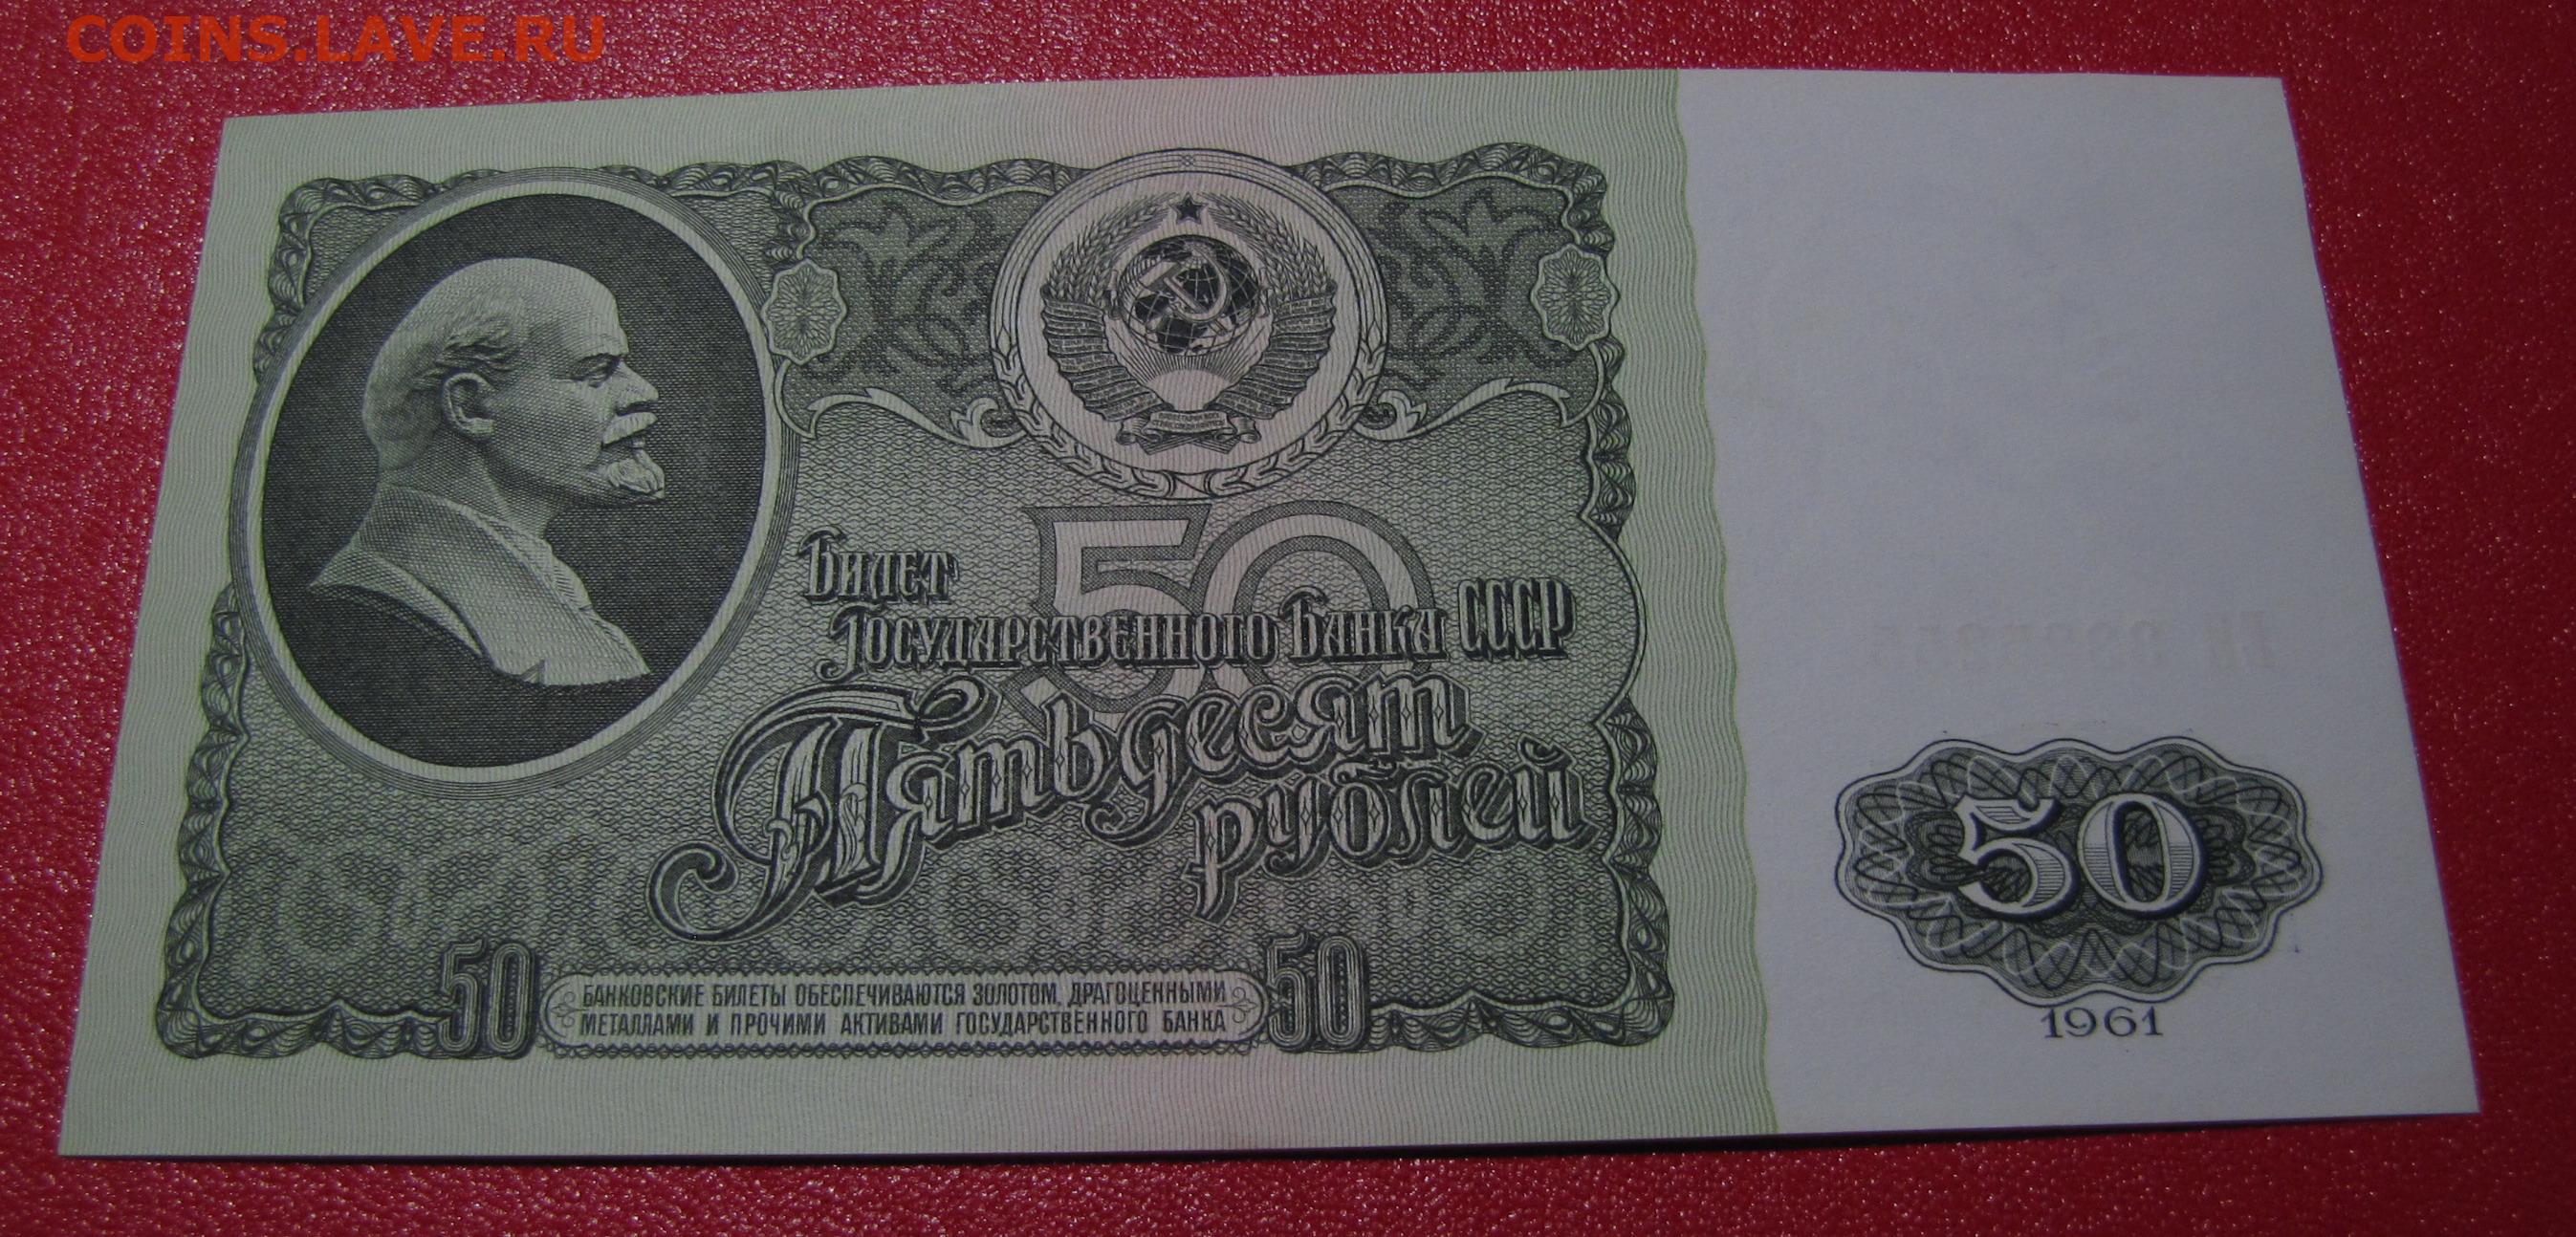 COINS.LAVE.RU
Билет
Государственного Банка СССР
50
Пятьдесят
рублей
50
БАНКОВСКИЕ БИЛЕТЫ ОБЕСПЕЧИВАЮТСЯ ЗОЛОТОМ, ДРАГОЦЕННЫМИ
МЕТАЛЛАМИ И ПРОЧИМИ АКТИВАМИ ГОСУДАРСТВЕННОГО БАНКА
50
50
1961